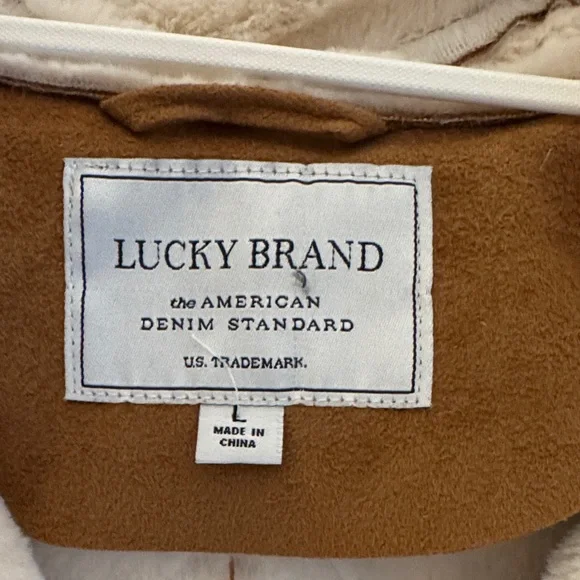 LUCKY BRAND
the AMERICAN
DENIM STANDARD
U.S. TRADEMARK.
L
MADE IN
CHINA